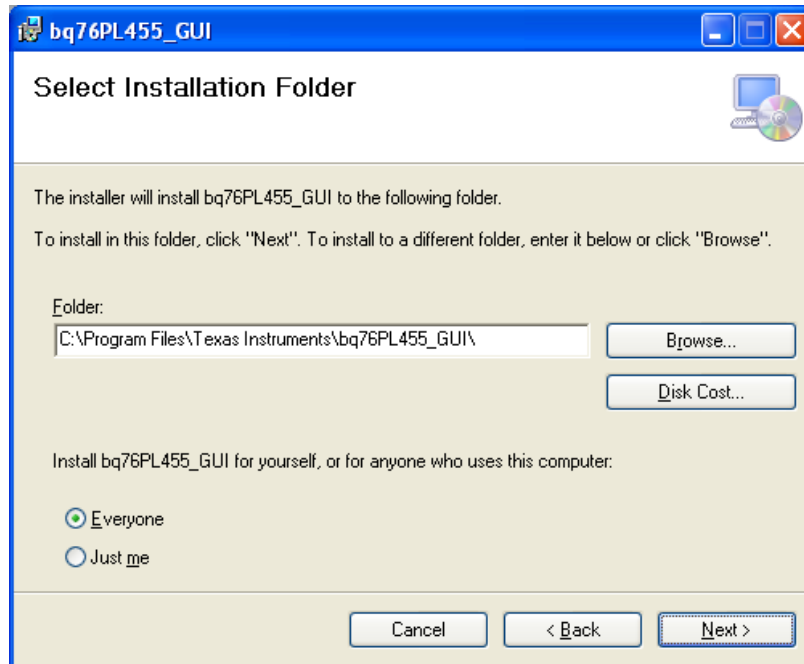 bq76PL455_GUI
Select Installation Folder
The installer will install bq76PL455_GUI to the following folder.
To install in this folder, click "Next". To install to a different folder, enter it below or click "Browse".
Folder:
C:\Program Files\Texas Instruments\bq76PL455_GUI\
Browse...
Disk Cost...
Install bq76PL455_GUI for yourself, or for anyone who uses this computer:
Everyone
Just me
Cancel
< Back
Next >